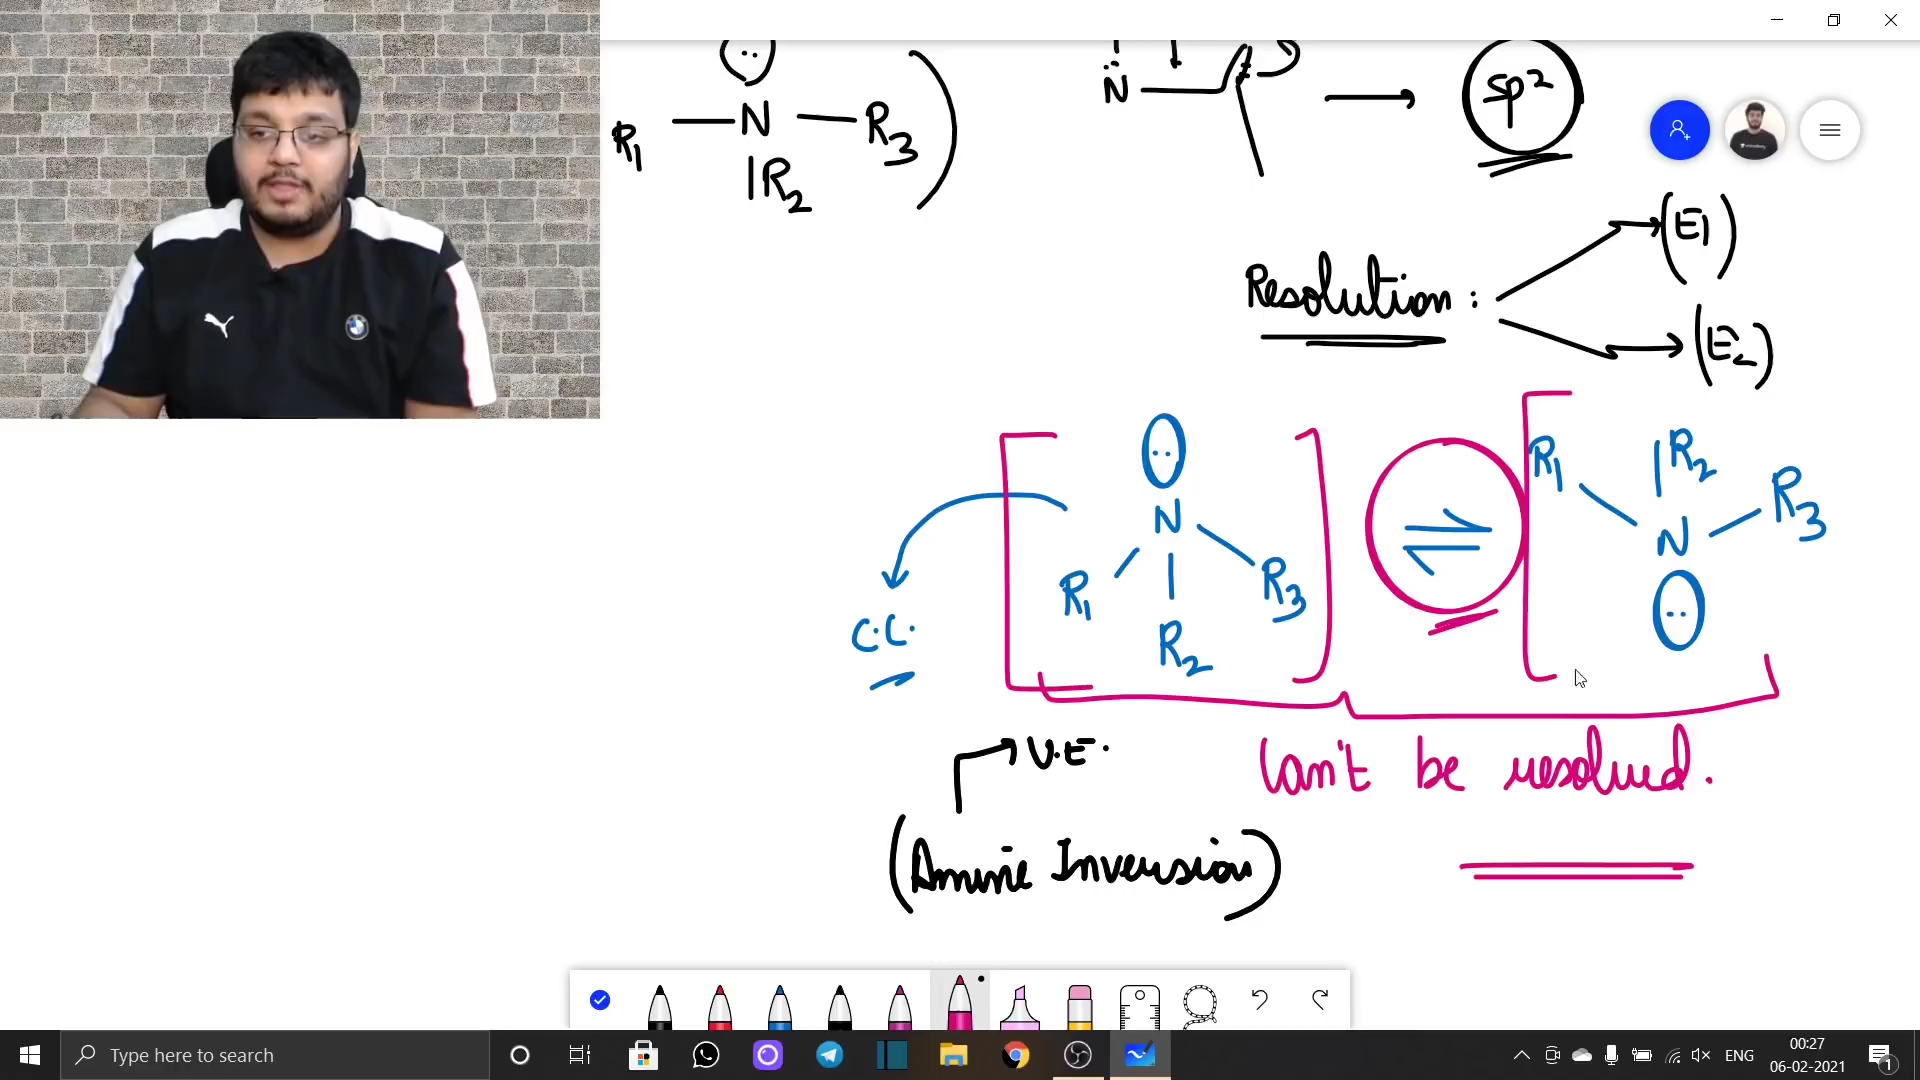 N
sp²
R₁ — N — R₃
R₂
(E₁)
Resolution :
(E₂)
R₁ R₂
N R₃
N
R₁ R₃
R₂
C.C.
V.E.
Can't be resolved.
(Amine Inversion)
Type here to search
ENG
00:27
06-02-2021
1